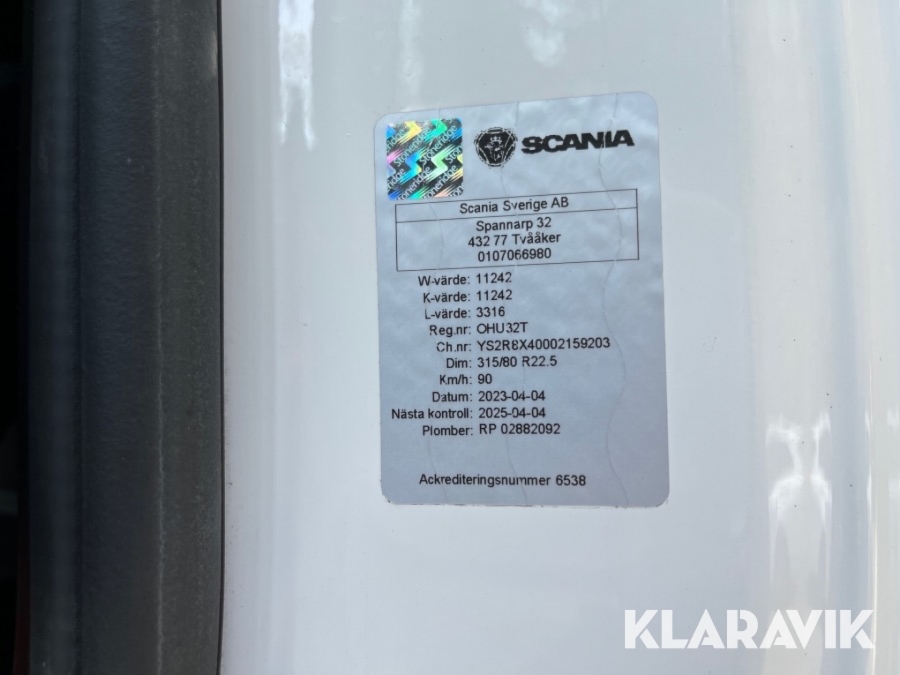 Stoneridge
SCANIA
Scania Sverige AB
Spannarp 32
432 77 Tvååker
0107066980
W-värde: 11242
K-värde: 11242
L-värde: 3316
Reg.nr: OHU32T
Ch.nr: YS2R8X40002159203
Dim: 315/80 R22.5
Km/h: 90
Datum: 2023-04-04
Nästa kontroll: 2025-04-04
Plomber: RP 02882092
Ackrediteringsnummer 6538
KLARAVIK